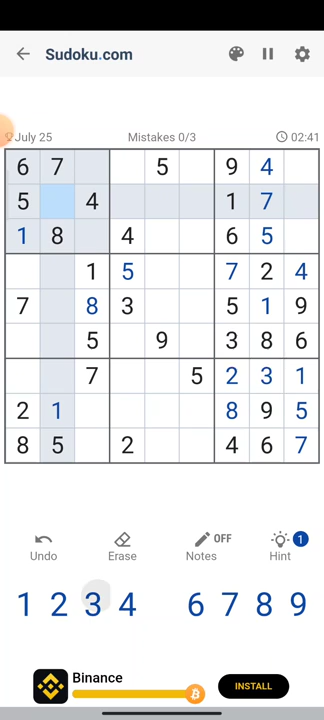 Sudoku.com
July 25 Mistakes 0/3 02:41
6 7 5 9 4
5 4 1 7
1 8 4 6 5
1 5 7 2 4
7 8 3 5 1 9
5 9 3 8 6
7 5 2 3 1
2 1 8 9 5
8 5 2 4 6 7
OFF 1
Undo Erase Notes Hint
1 2 3 4 6 7 8 9
Binance
INSTALL